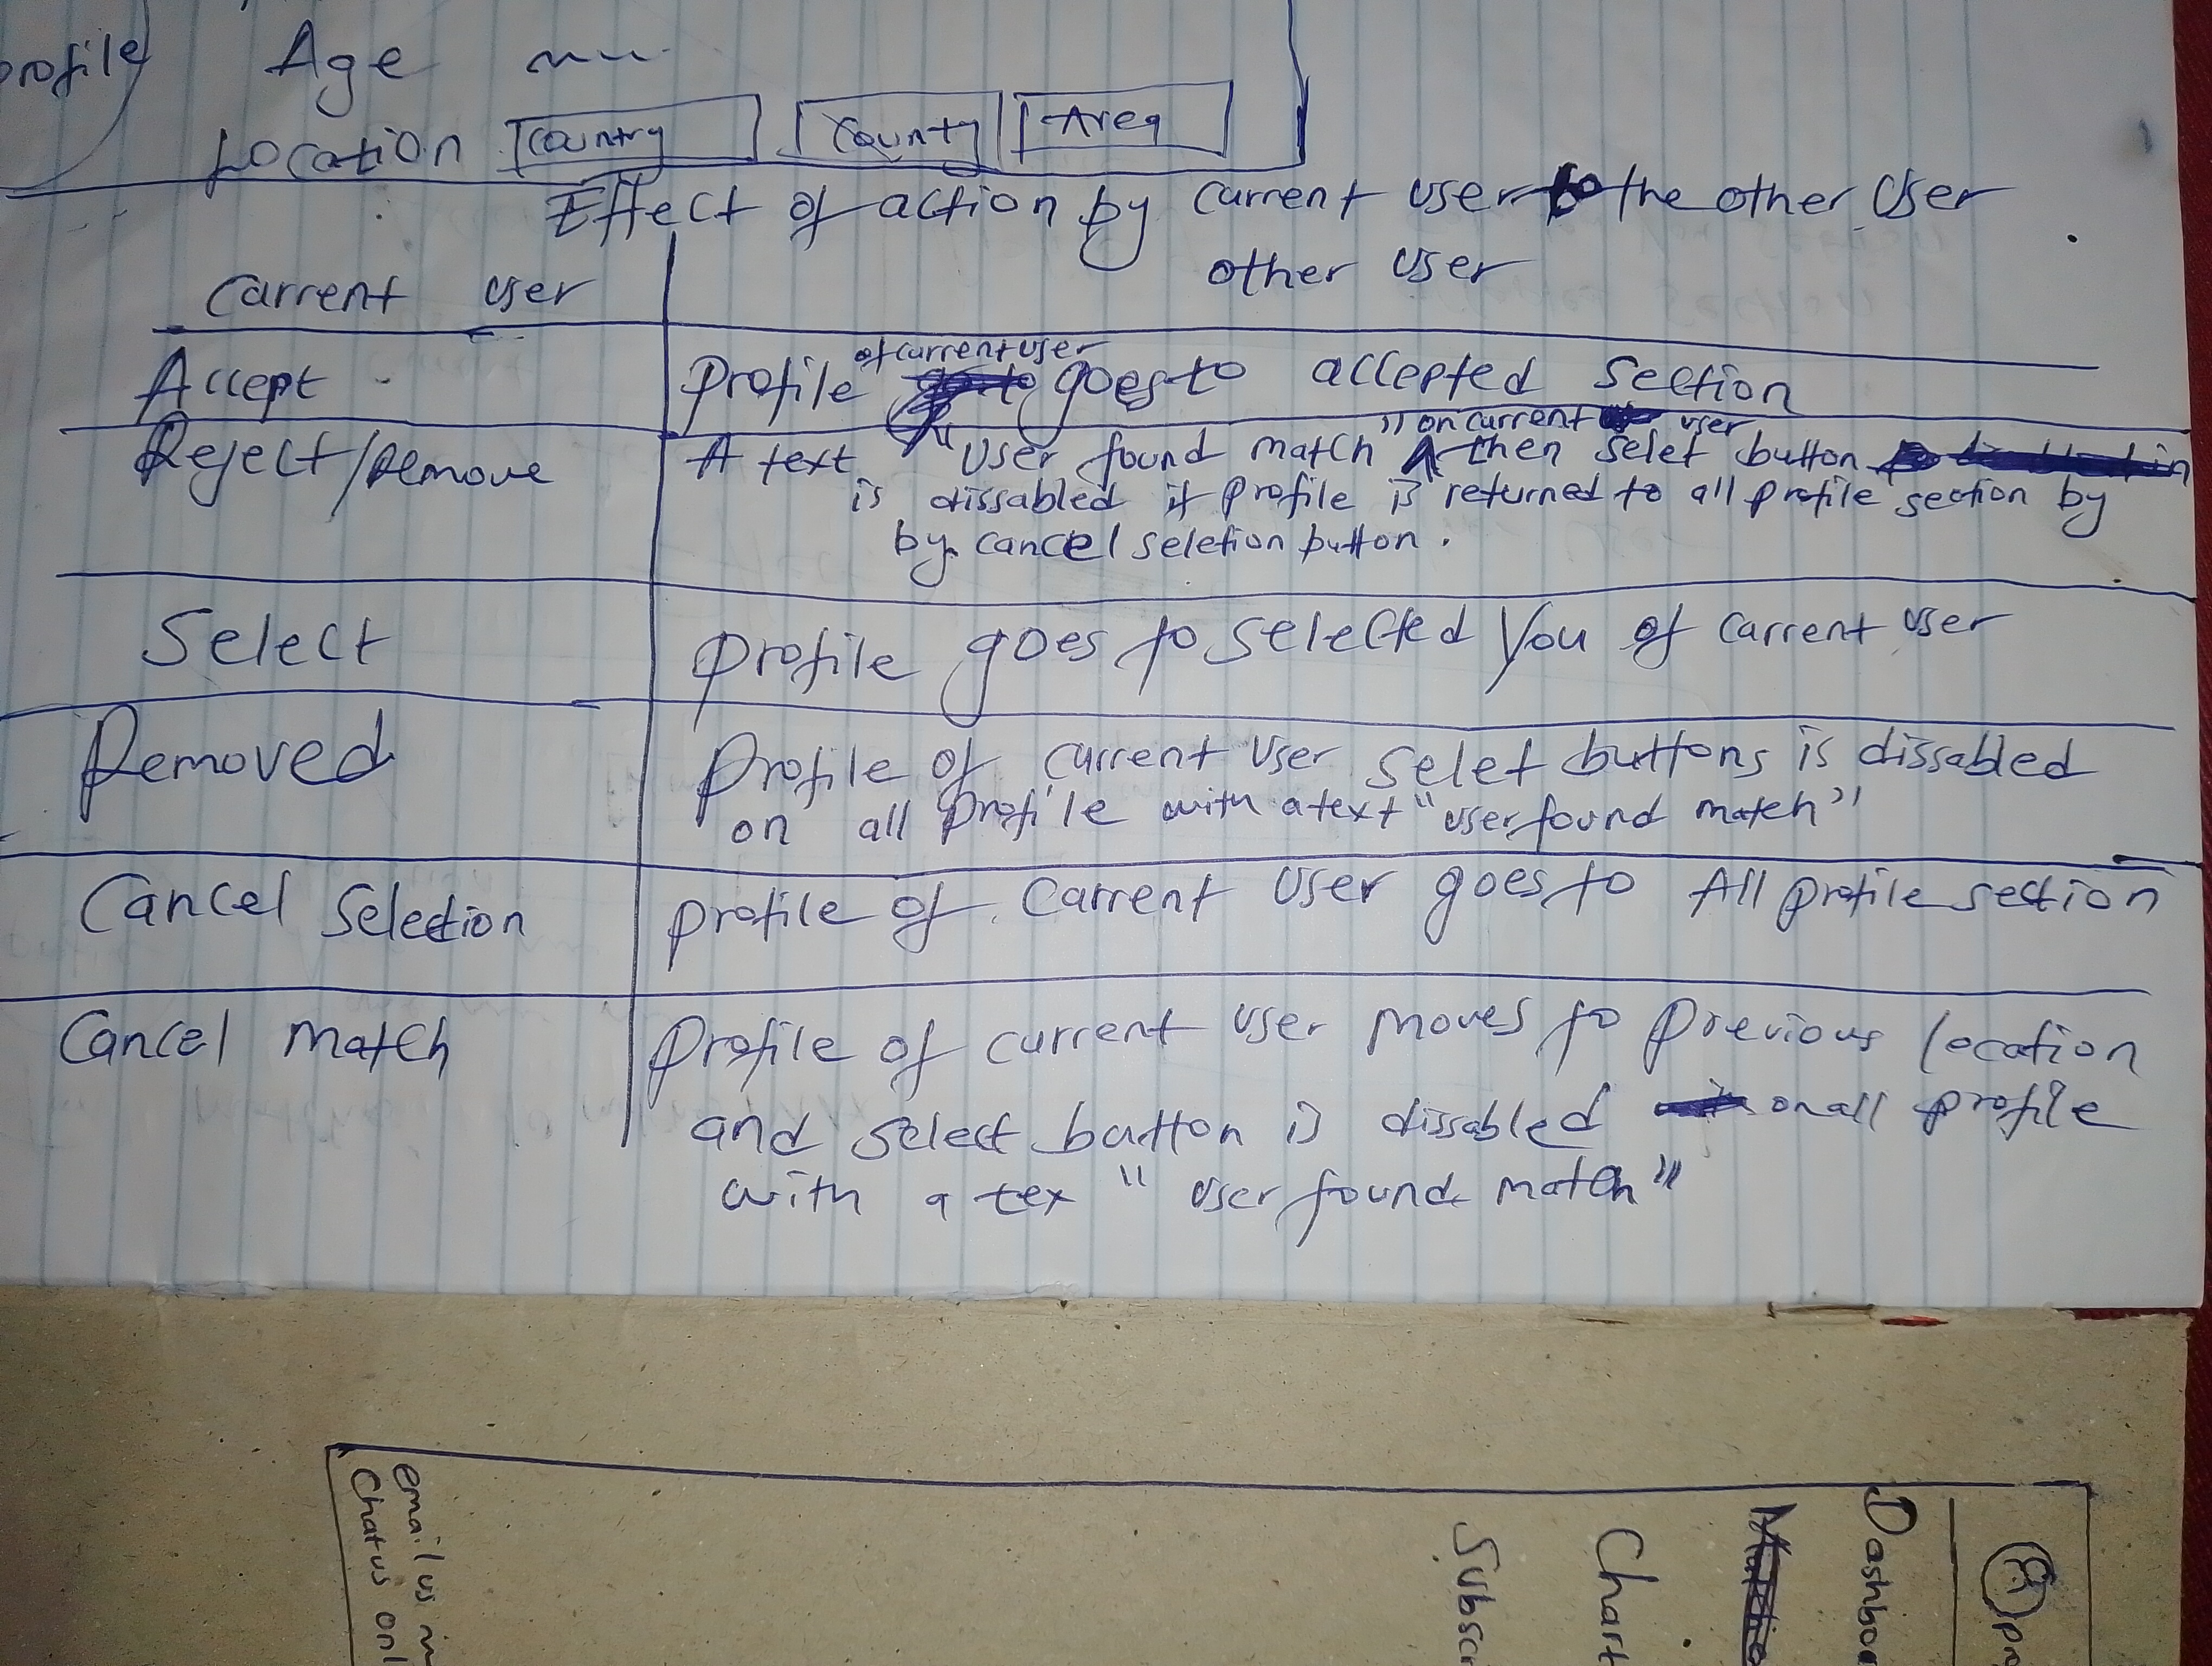 profile Age
Location Country County Area
Effect of action by current user to the other user
current user
other user
Accept
Profile of current user goes to accepted section
Reject/Remove
A text "User found match" on current user then selet button
is dissabled if profile is returned to all profile section by
by cancel seletion button.
Select
profile goes to selected you of current user
Removed
Profile of current user selet buttons is dissabled
on all profile with a text "user found match"
Cancel Selection
profile of current user goes to All profile section
Cancel match
Profile of current user moves to previous location
and select button is dissabled on all profile
with a tex "user found match"
Dashboa
Chart
Subscr
email us
Chat us onl